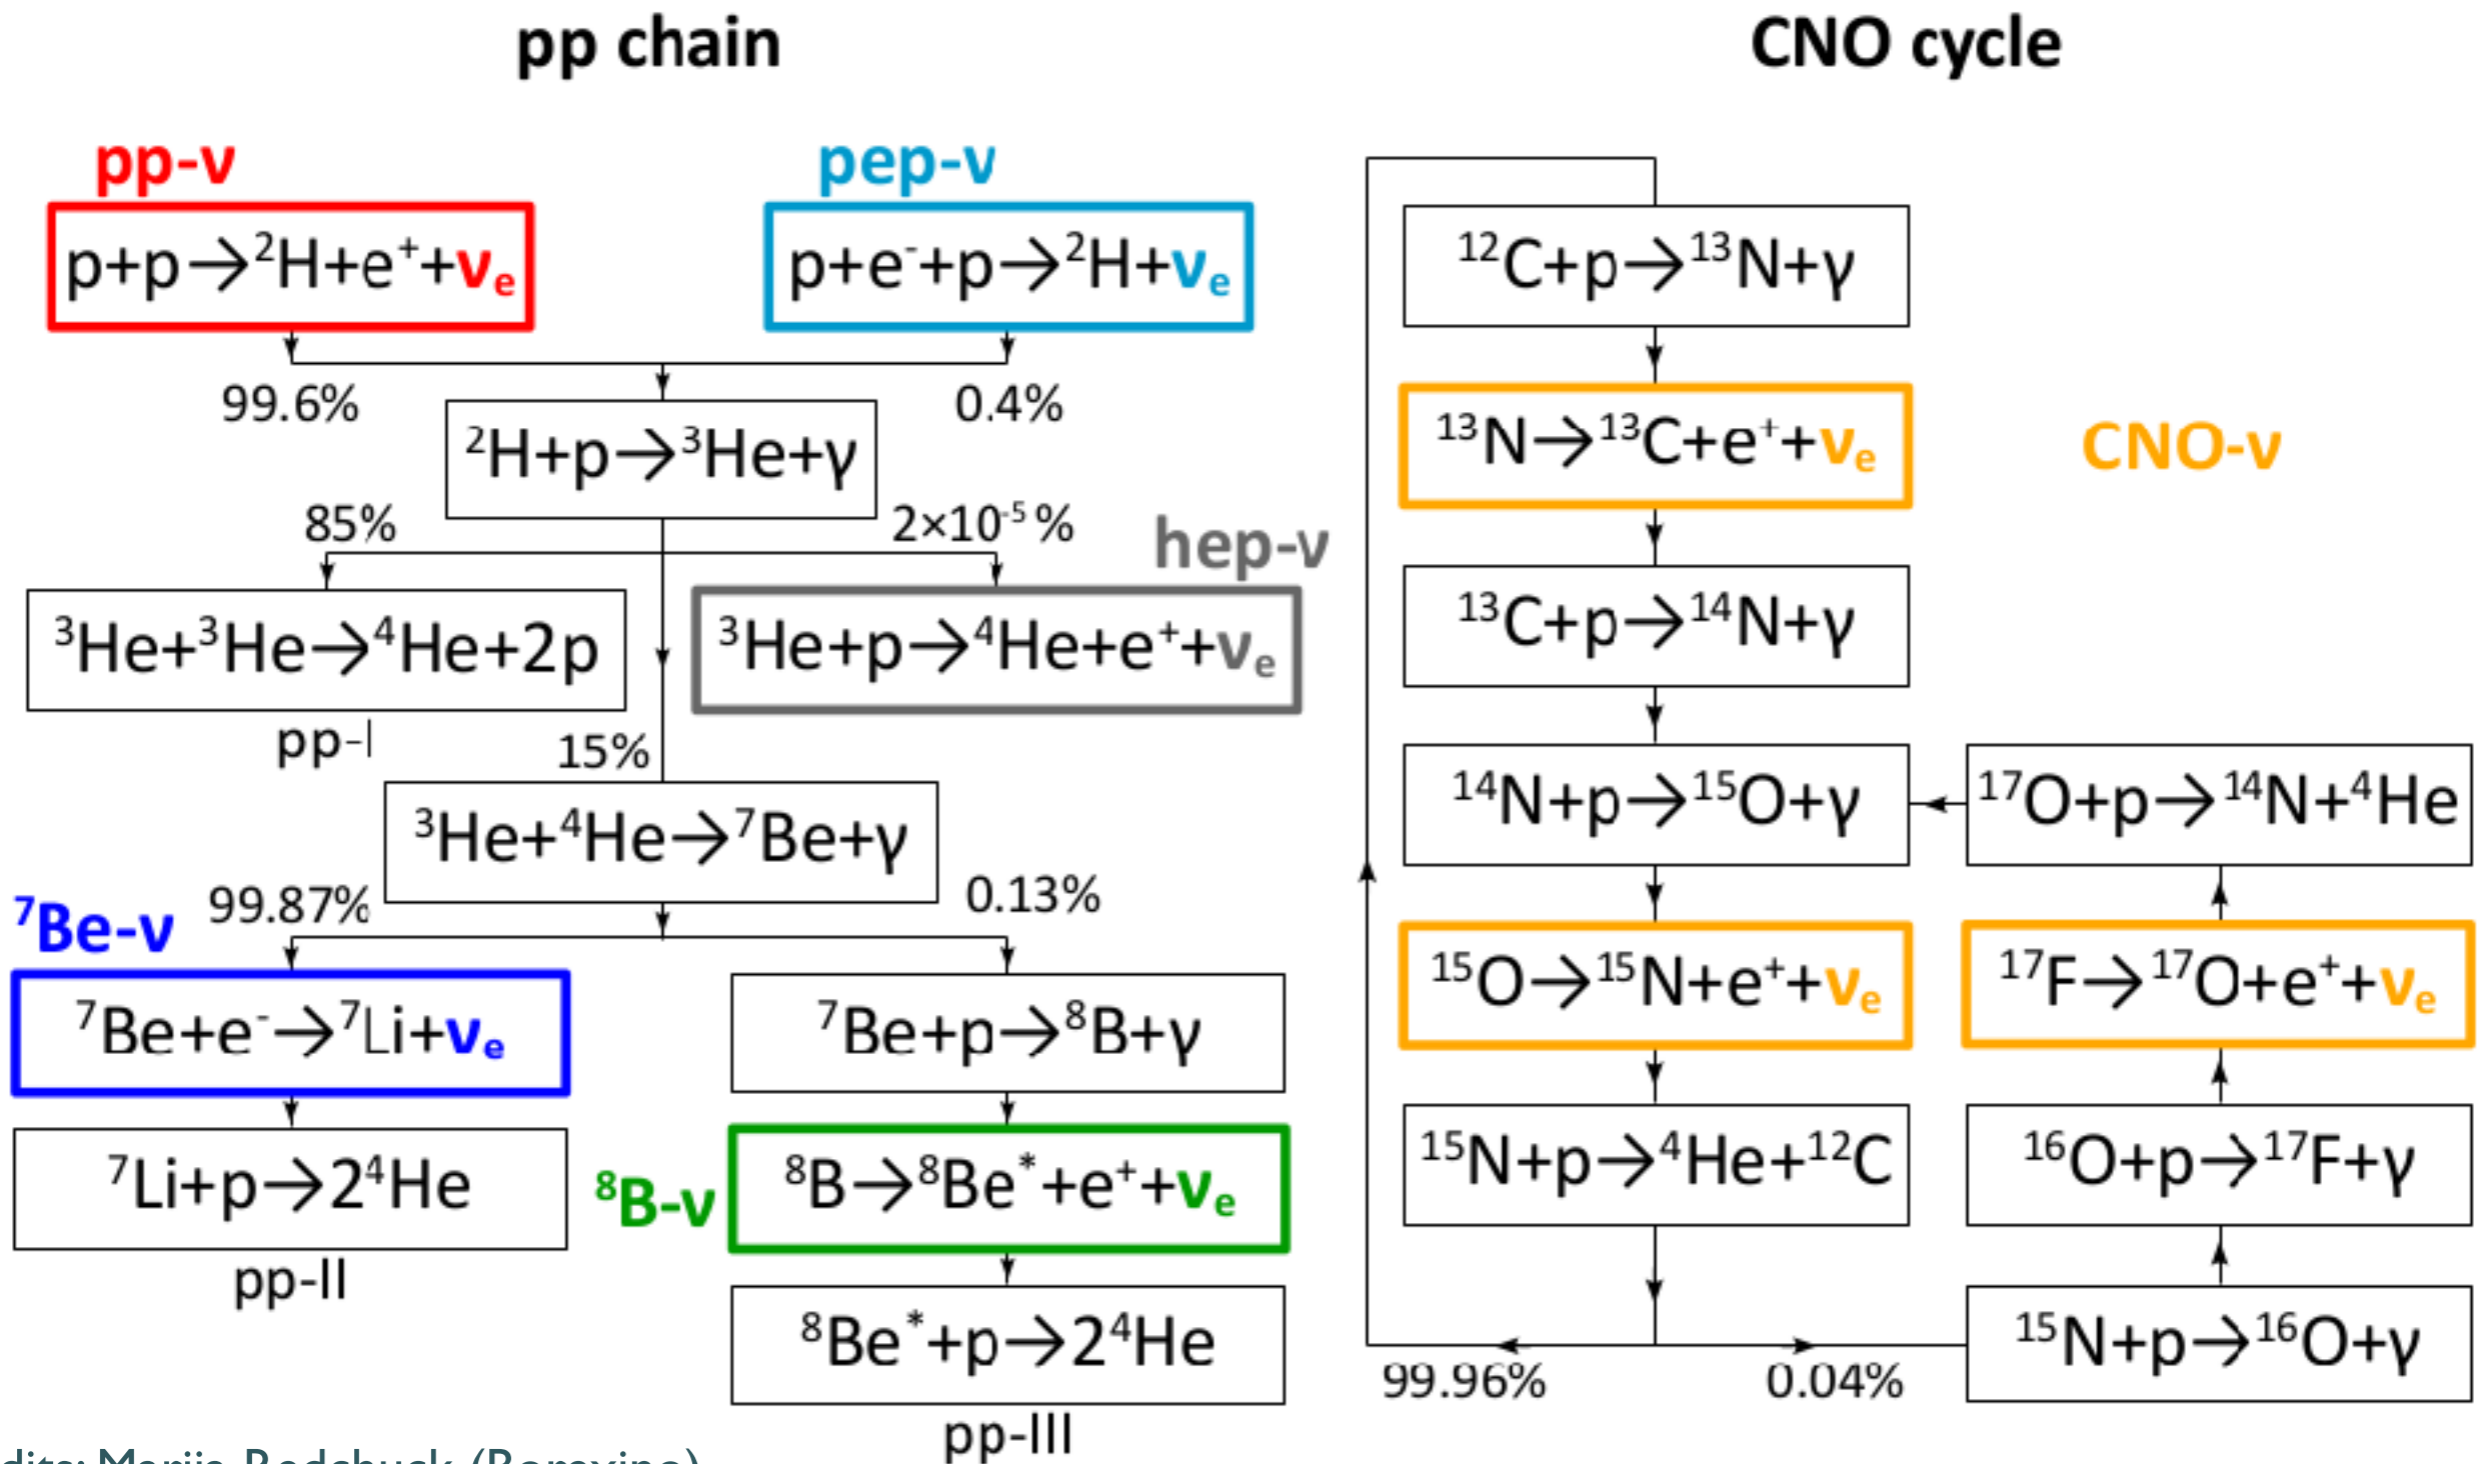 pp chain
pp-ν
pep-ν
p+p→²H+e⁺+νₑ
p+e⁻+p→²H+νₑ
99.6%
0.4%
²H+p→³He+γ
85%
2×10⁻⁵ %
hep-ν
³He+³He→⁴He+2p
³He+p→⁴He+e⁺+νₑ
pp-I
15%
³He+⁴He→⁷Be+γ
99.87%
0.13%
⁷Be-ν
⁷Be+e⁻→⁷Li+νₑ
⁷Be+p→⁸B+γ
⁷Li+p→2⁴He
⁸B-ν
⁸B→⁸Be*+e⁺+νₑ
pp-II
⁸Be*+p→2⁴He
pp-III
CNO cycle
¹²C+p→¹³N+γ
¹³N→¹³C+e⁺+νₑ
CNO-ν
¹³C+p→¹⁴N+γ
¹⁴N+p→¹⁵O+γ
¹⁷O+p→¹⁴N+⁴He
¹⁵O→¹⁵N+e⁺+νₑ
¹⁷F→¹⁷O+e⁺+νₑ
¹⁵N+p→⁴He+¹²C
¹⁶O+p→¹⁷F+γ
¹⁵N+p→¹⁶O+γ
99.96%
0.04%